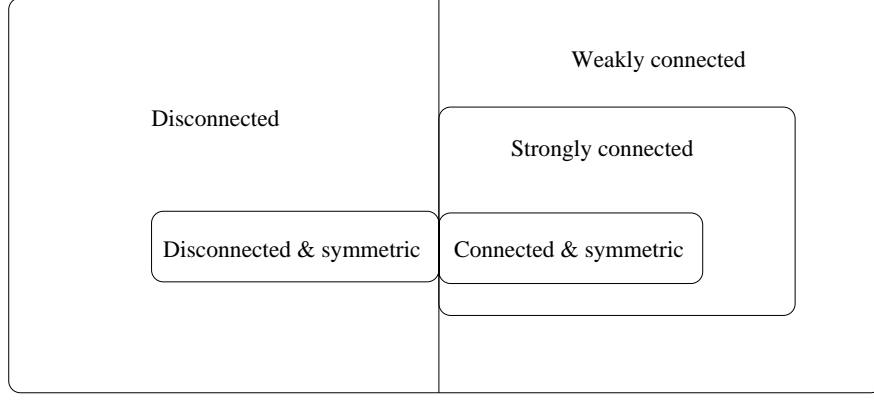 Weakly connected
Disconnected
Strongly connected
Disconnected & symmetric
Connected & symmetric